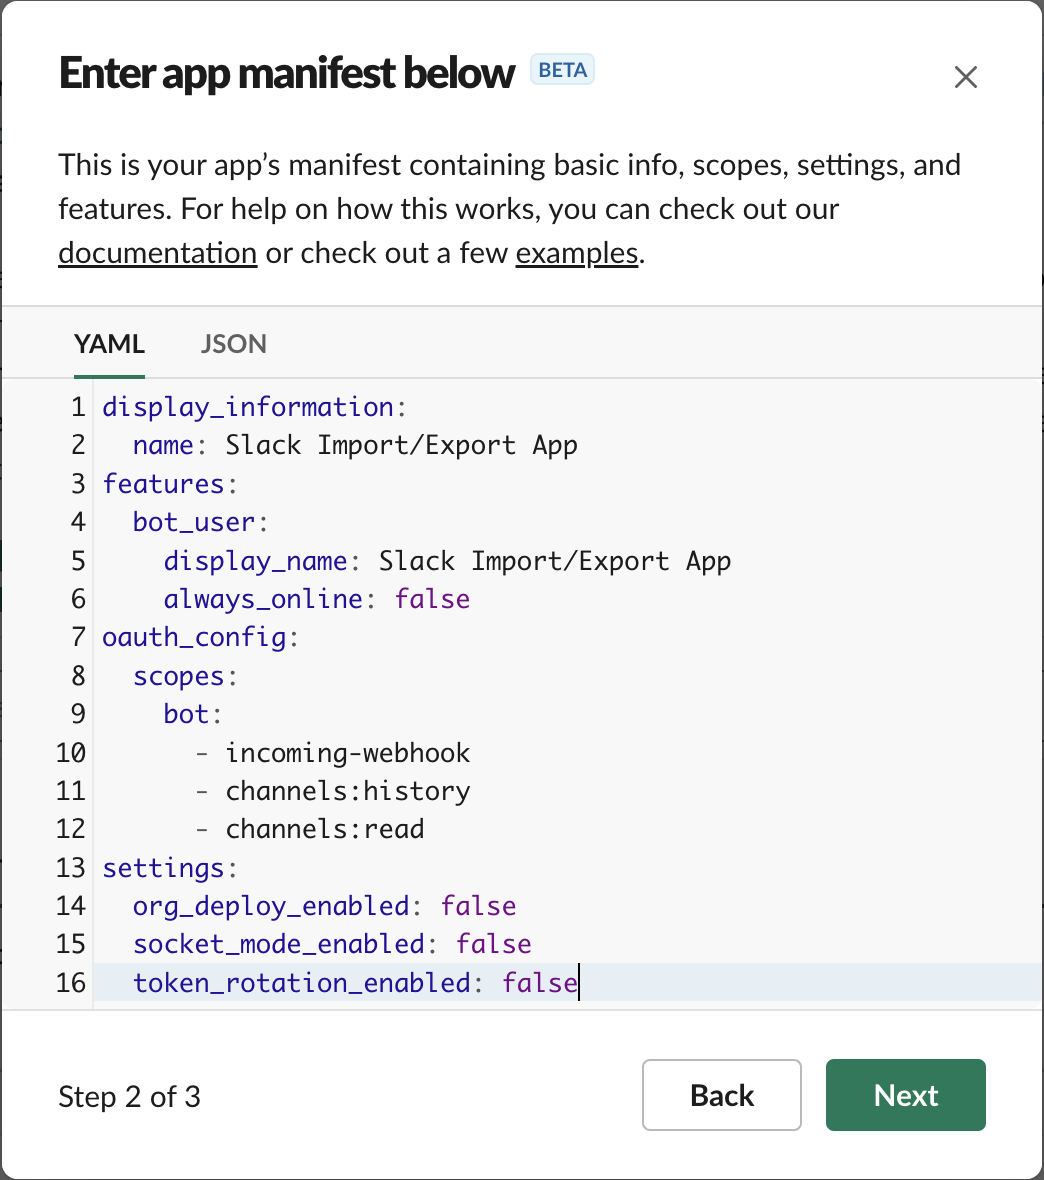 Enter app manifest below BETA
This is your app’s manifest containing basic info, scopes, settings, and
features. For help on how this works, you can check out our
documentation or check out a few examples.
YAML JSON
1 display_information:
2   name: Slack Import/Export App
3 features:
4   bot_user:
5     display_name: Slack Import/Export App
6     always_online: false
7 oauth_config:
8   scopes:
9     bot:
10       - incoming-webhook
11       - channels:history
12       - channels:read
13 settings:
14   org_deploy_enabled: false
15   socket_mode_enabled: false
16   token_rotation_enabled: false
Step 2 of 3 Back Next